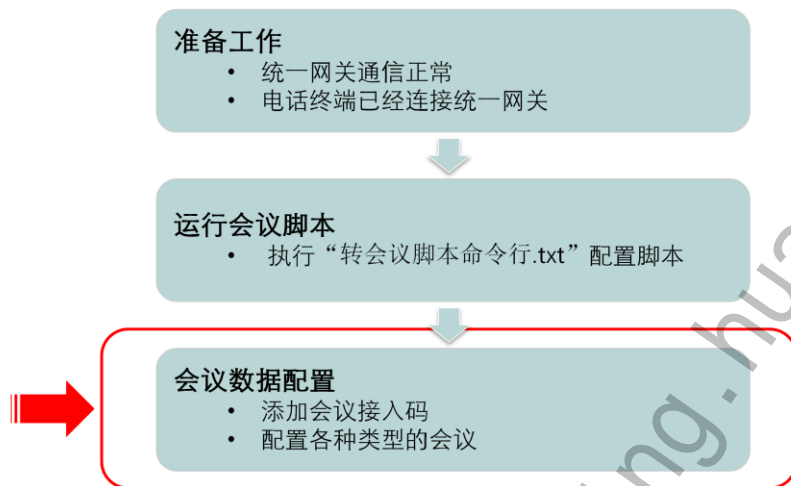 准备工作
• 统一网关通信正常
• 电话终端已经连接统一网关
运行会议脚本
• 执行“转会议脚本命令行.txt”配置脚本
会议数据配置
• 添加会议接入码
• 配置各种类型的会议
ng.hua